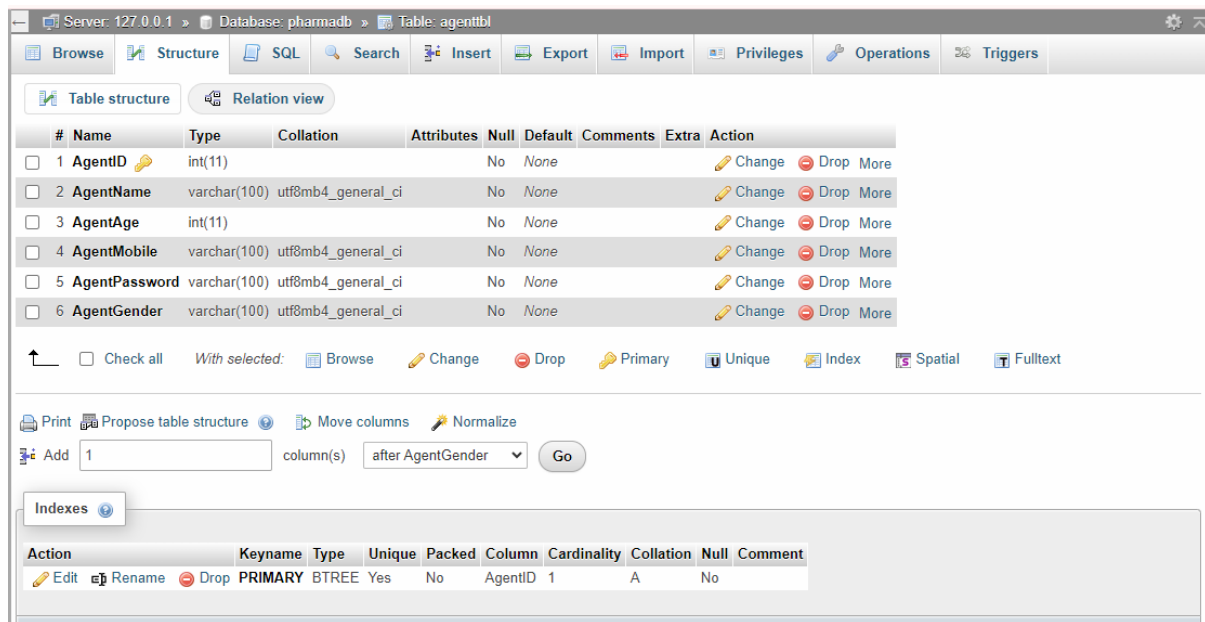 Server: 127.0.0.1 » Database: pharmadb » Table: agenttbl
Browse Structure SQL Search Insert Export Import Privileges Operations Triggers
Table structure Relation view
# Name Type Collation Attributes Null Default Comments Extra Action
1 AgentID int(11) No None Change Drop More
2 AgentName varchar(100) utf8mb4_general_ci No None Change Drop More
3 AgentAge int(11) No None Change Drop More
4 AgentMobile varchar(100) utf8mb4_general_ci No None Change Drop More
5 AgentPassword varchar(100) utf8mb4_general_ci No None Change Drop More
6 AgentGender varchar(100) utf8mb4_general_ci No None Change Drop More
Check all With selected: Browse Change Drop Primary Unique Index Spatial Fulltext
Print Propose table structure Move columns Normalize
Add 1 column(s) after AgentGender Go
Indexes
Action Keyname Type Unique Packed Column Cardinality Collation Null Comment
Edit Rename Drop PRIMARY BTREE Yes No AgentID 1 A No